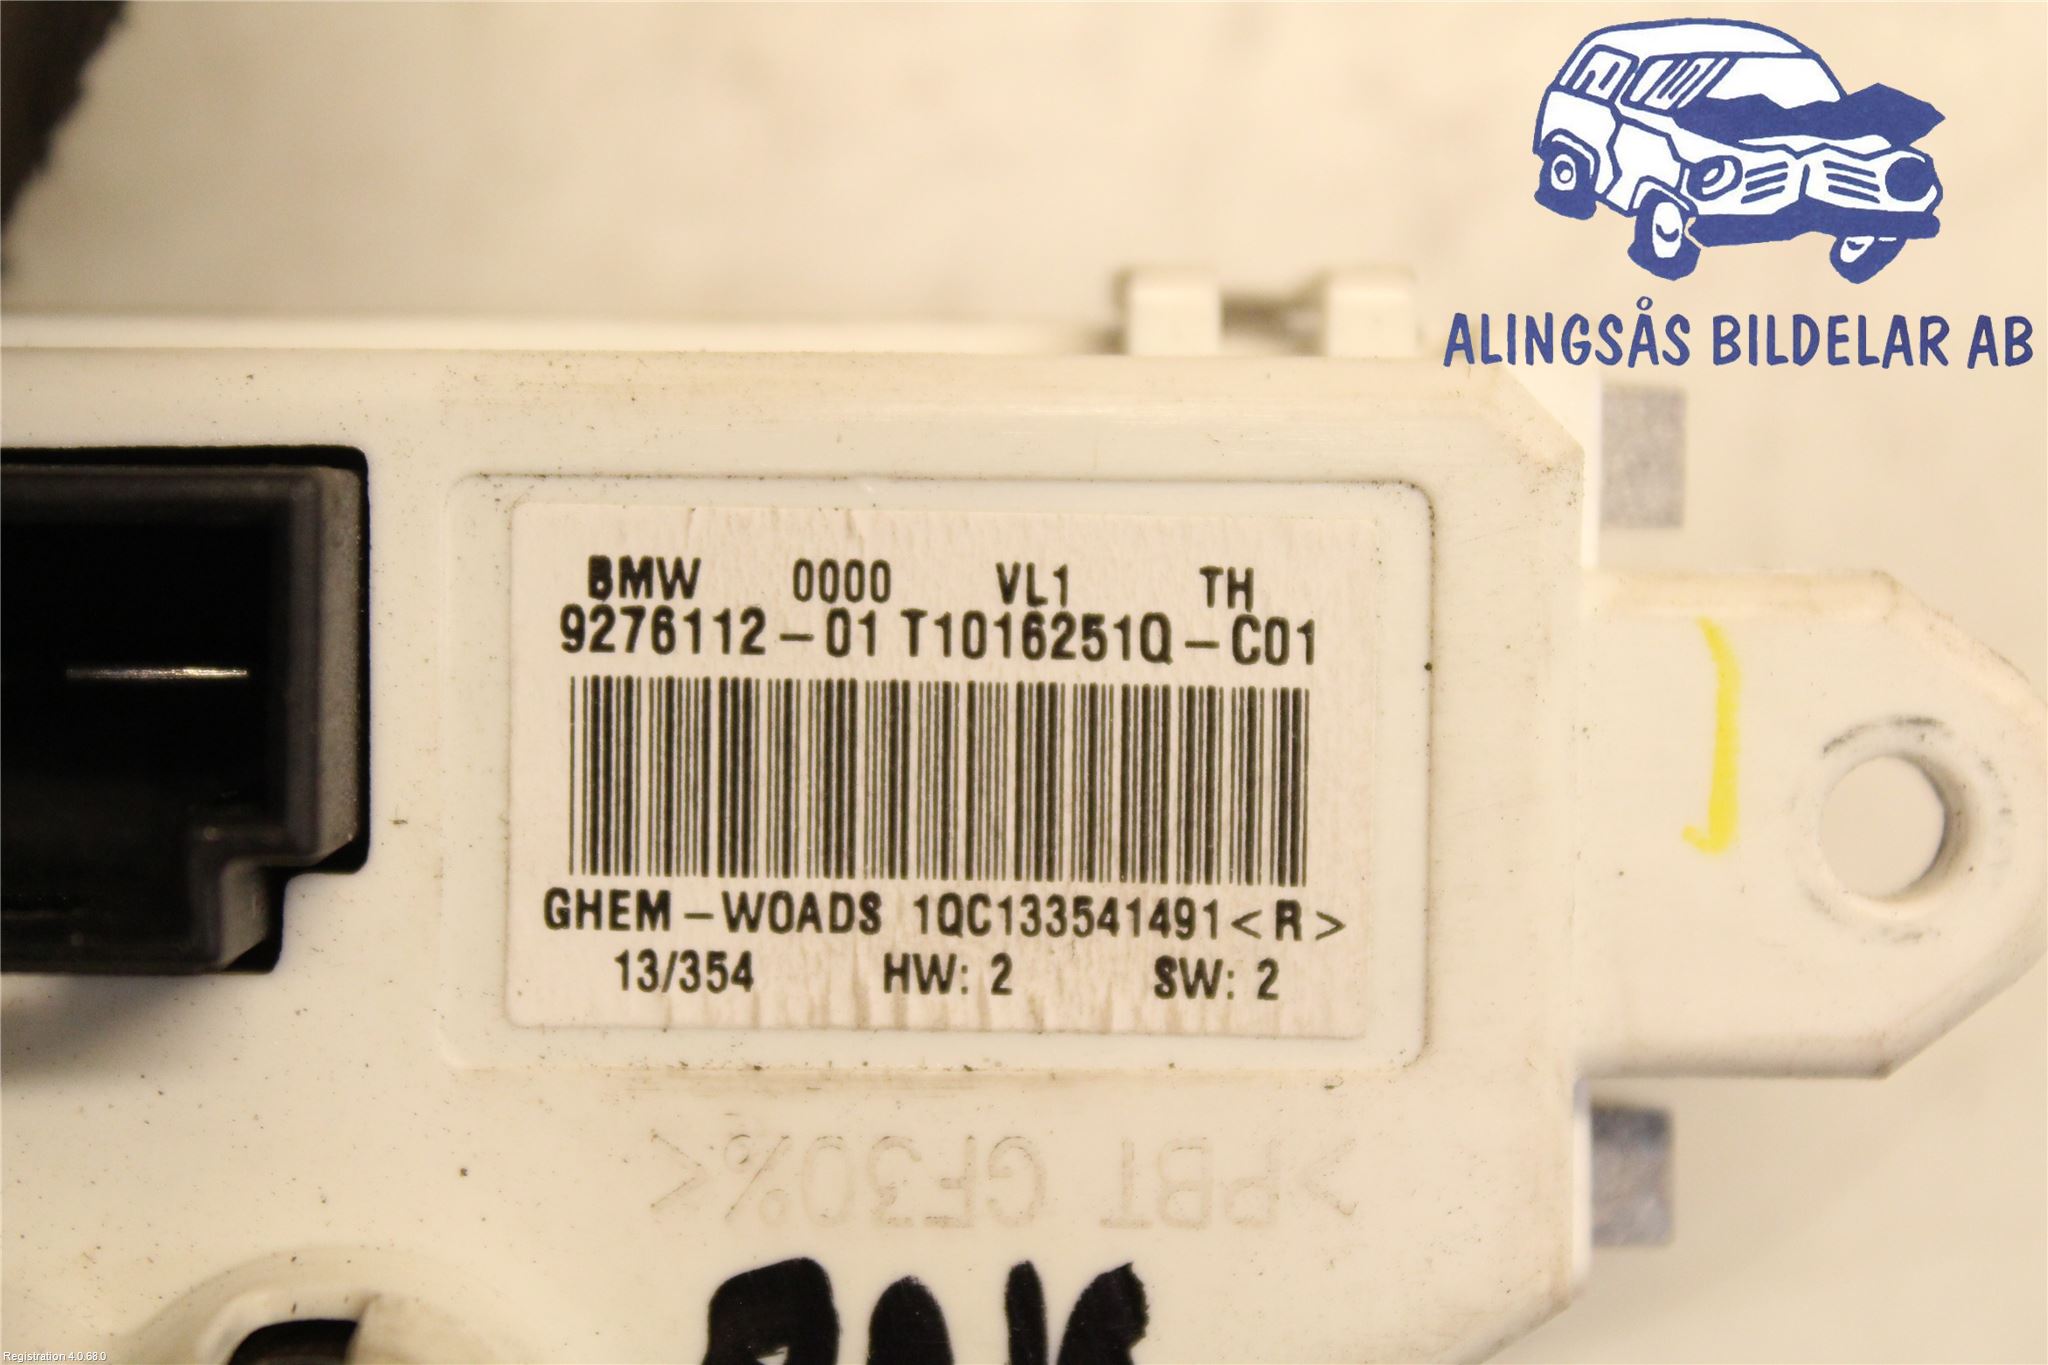 ALINGSÅS BILDELAR AB
BMW 0000 VL1 TH
9276112-01 T1016251Q-C01
GHEM-WOADS 1QC133541491<R>
13/354 HW: 2 SW: 2
>PBT GF30%<
Registration 4.0.68.0